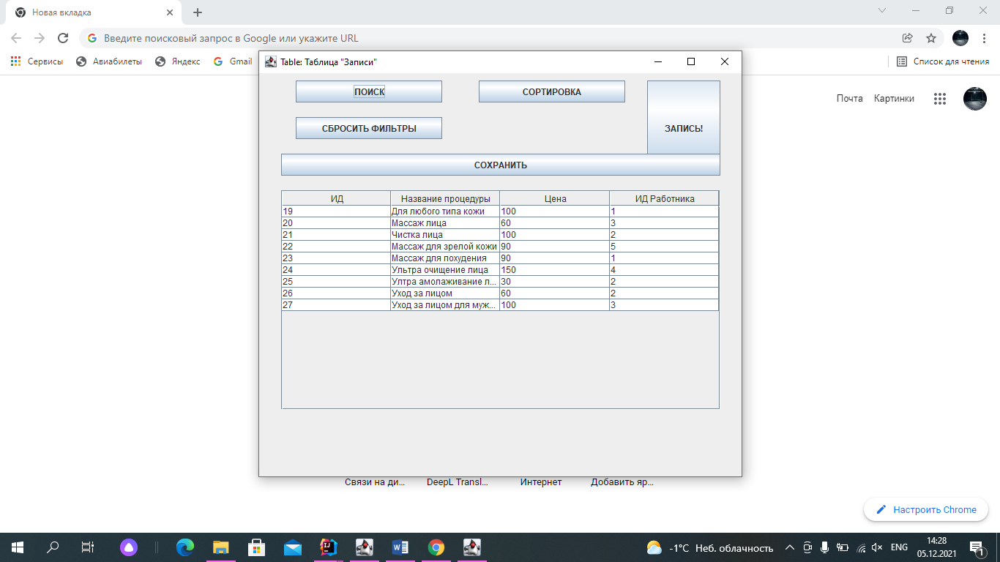 Новая вкладка
Введите поисковый запрос в Google или укажите URL
Сервисы Авиабилеты Яндекс Gmail Список для чтения
Table: Таблица "Записи"
Почта Картинки
ПОИСК СОРТИРОВКА
СБРОСИТЬ ФИЛЬТРЫ ЗАПИСЬ!
СОХРАНИТЬ
ИД Название процедуры Цена ИД Работника
19 Для любого типа кожи 100 1
20 Массаж лица 60 3
21 Чистка лица 100 2
22 Массаж для зрелой кожи 90 5
23 Массаж для похудения 90 1
24 Ультра очищение лица 150 4
25 Ултра амолаживание л... 30 2
26 Уход за лицом 60 2
27 Уход за лицом для муж... 100 3
Связи на ди... DeepL Transl... Интернет Добавить яр...
Настроить Chrome
-1°C Неб. облачность ENG 14:28
05.12.2021 1